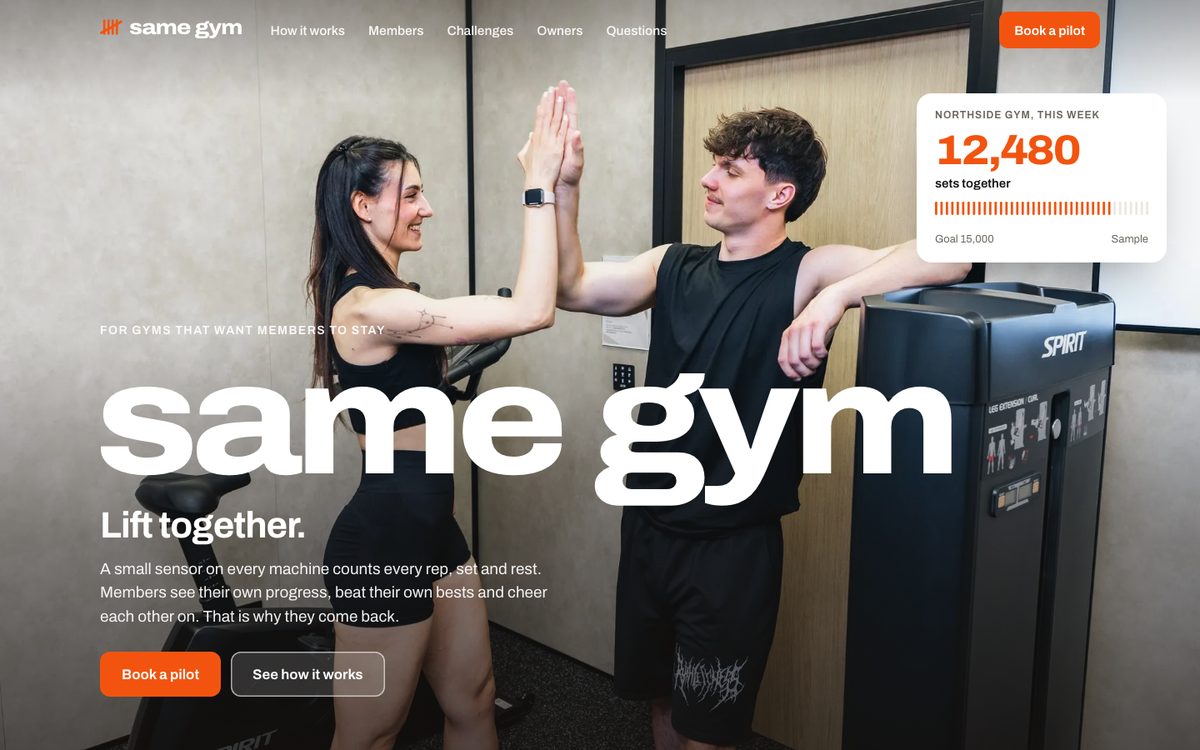 same gym
How it works
Members
Challenges
Owners
Questions
Book a pilot
NORTHSIDE GYM, THIS WEEK
12,480
sets together
Goal 15,000
Sample
FOR GYMS THAT WANT MEMBERS TO STAY
SPIRIT
LEG EXTENSION / CURL
same gym
Lift together.
A small sensor on every machine counts every rep, set and rest.
Members see their own progress, beat their own bests and cheer
each other on. That is why they come back.
Book a pilot
See how it works
SPIRIT